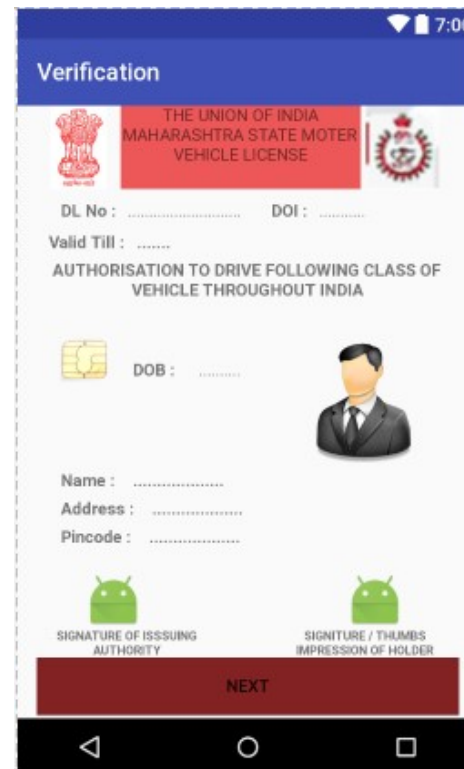 7:00
Verification
THE UNION OF INDIA
MAHARASHTRA STATE MOTER
VEHICLE LICENSE
DL No : .......................... DOI : ..........
Valid Till : .......
AUTHORISATION TO DRIVE FOLLOWING CLASS OF
VEHICLE THROUGHOUT INDIA
DOB : ..........
Name : .....................
Address : .....................
Pincode : .....................
SIGNATURE OF ISSSUING
AUTHORITY
SIGNITURE / THUMBS
IMPRESSION OF HOLDER
NEXT